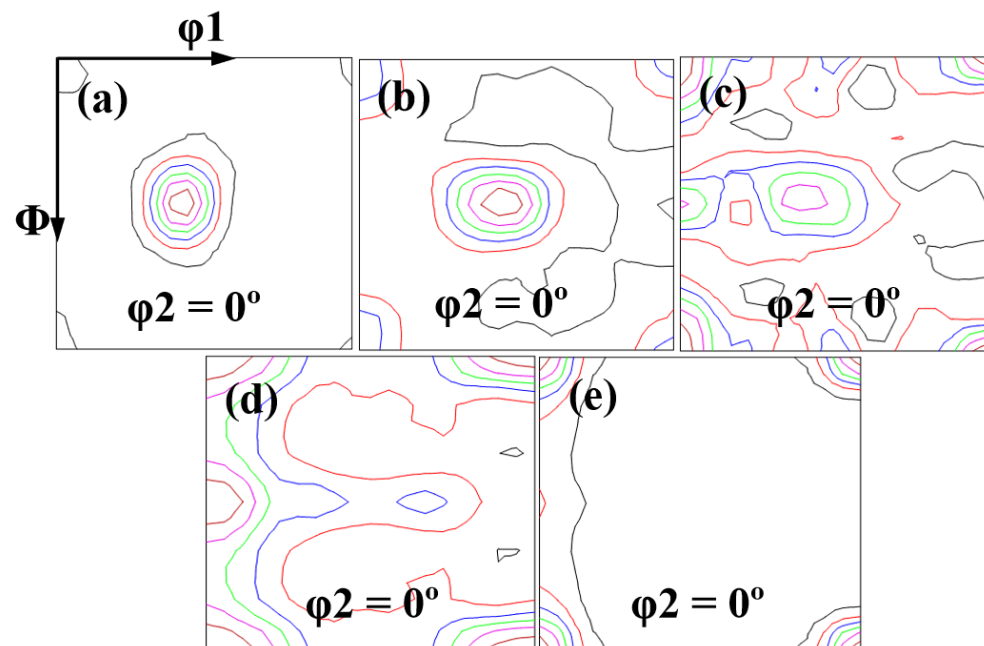 φ1
Φ
(a)
φ2 = 0º
(b)
φ2 = 0º
(c)
φ2 = 0º
(d)
φ2 = 0º
(e)
φ2 = 0º